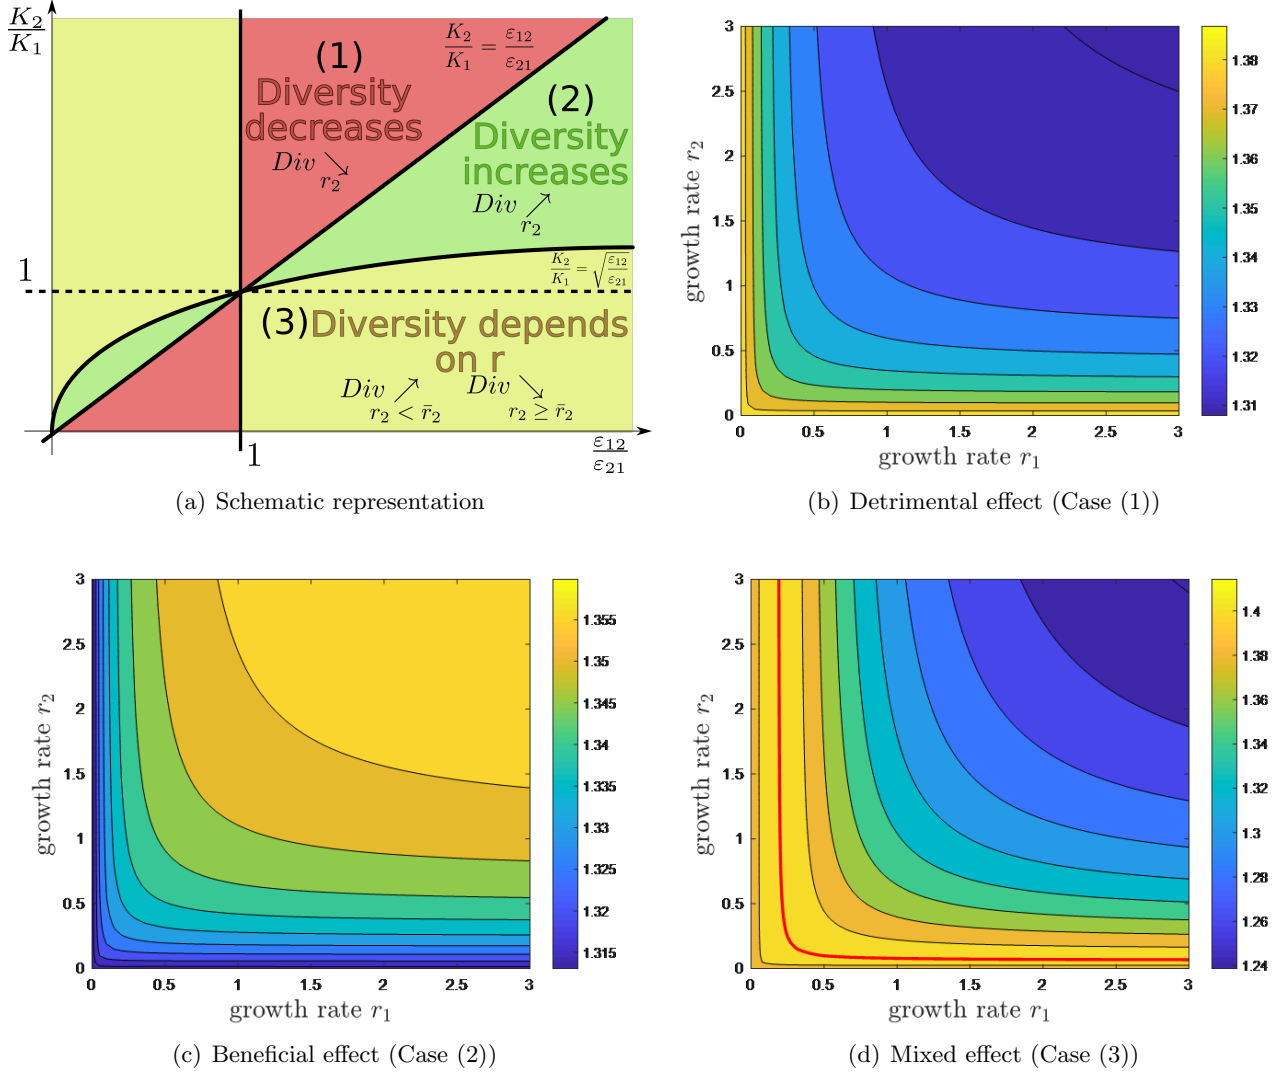 K₂/K₁
(1)
Diversity
decreases
Div ↘
r₂
K₂/K₁ = ε₁₂/ε₂₁
(2)
Diversity
increases
Div ↗
r₂
K₂/K₁ = √(ε₁₂/ε₂₁)
1
(3) Diversity depends
on r
Div ↗ Div ↘
r₂ < r̄₂ r₂ ≥ r̄₂
1
ε₁₂/ε₂₁
(a) Schematic representation
growth rate r₂
3
2.5
2
1.5
1
0.5
0
0 0.5 1 1.5 2 2.5 3
growth rate r₁
1.38
1.37
1.36
1.35
1.34
1.33
1.32
1.31
(b) Detrimental effect (Case (1))
growth rate r₂
3
2.5
2
1.5
1
0.5
0
0 0.5 1 1.5 2 2.5 3
growth rate r₁
1.355
1.35
1.345
1.34
1.335
1.33
1.325
1.32
1.315
(c) Beneficial effect (Case (2))
growth rate r₂
3
2.5
2
1.5
1
0.5
0
0 0.5 1 1.5 2 2.5 3
growth rate r₁
1.4
1.38
1.36
1.34
1.32
1.3
1.28
1.26
1.24
(d) Mixed effect (Case (3))